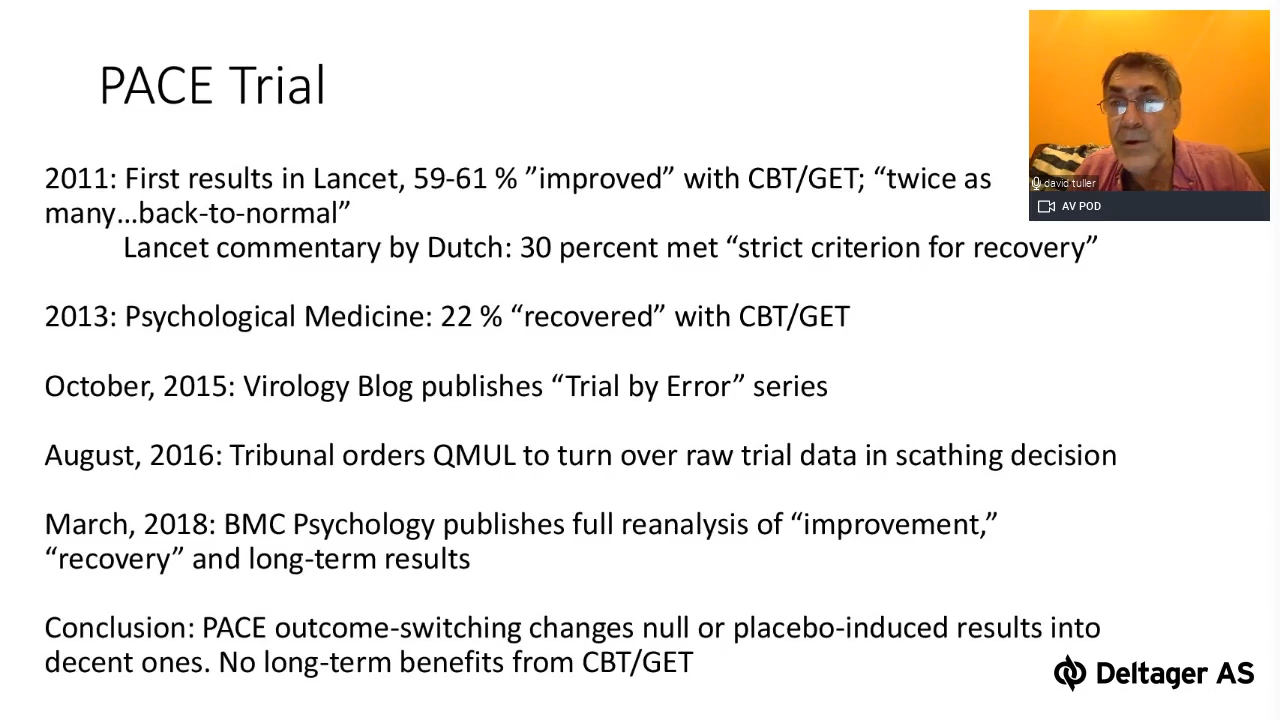 PACE Trial
2011: First results in Lancet, 59-61 % ”improved” with CBT/GET; “twice as
many…back-to-normal”
Lancet commentary by Dutch: 30 percent met “strict criterion for recovery”
2013: Psychological Medicine: 22 % “recovered” with CBT/GET
October, 2015: Virology Blog publishes “Trial by Error” series
August, 2016: Tribunal orders QMUL to turn over raw trial data in scathing decision
March, 2018: BMC Psychology publishes full reanalysis of “improvement,”
“recovery” and long-term results
Conclusion: PACE outcome-switching changes null or placebo-induced results into
decent ones. No long-term benefits from CBT/GET
david tuller
AV POD
Deltager AS